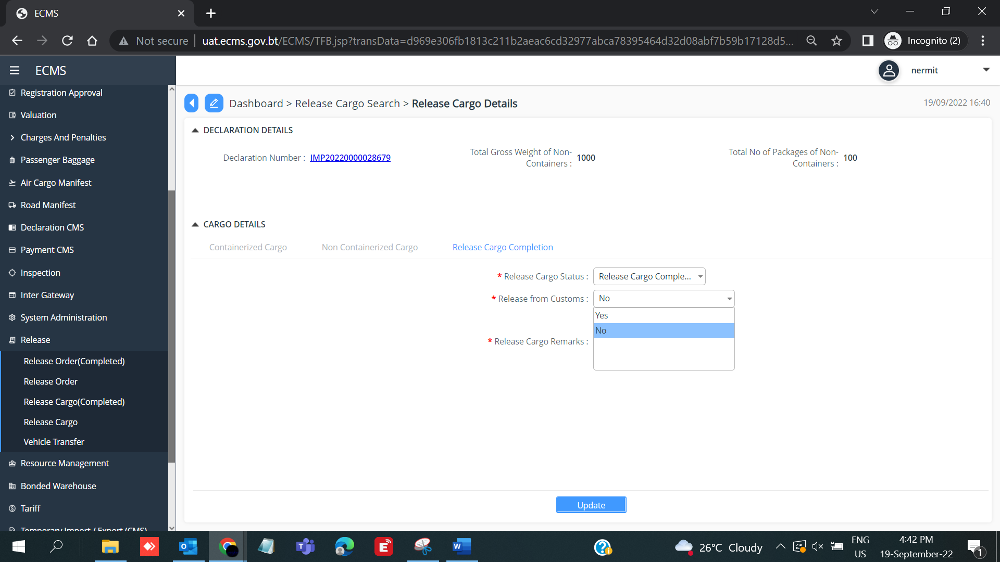 ECMS
Not secure
uat.ecms.gov.bt/ECMS/TFB.jsp?transData=d969e306fb1813c211b2aeac6cd32977abca78395464d32d08abf7b59b17128d5...
Incognito (2)
ECMS
nermit
Registration Approval
Valuation
Charges And Penalties
Passenger Baggage
Air Cargo Manifest
Road Manifest
Declaration CMS
Payment CMS
Inspection
Inter Gateway
System Administration
Release
Release Order(Completed)
Release Order
Release Cargo(Completed)
Release Cargo
Vehicle Transfer
Resource Management
Bonded Warehouse
Tariff
Temporary Import / Export (CMS)
Dashboard > Release Cargo Search > Release Cargo Details
19/09/2022 16:40
DECLARATION DETAILS
Declaration Number : IMP20220000028679
Total Gross Weight of Non-
Containers : 1000
Total No of Packages of Non-
Containers : 100
CARGO DETAILS
Containerized Cargo
Non Containerized Cargo
Release Cargo Completion
* Release Cargo Status : Release Cargo Comple...
* Release from Customs : No
Yes
No
* Release Cargo Remarks :
Update
26°C Cloudy
ENG
US
4:42 PM
19-September-22
1